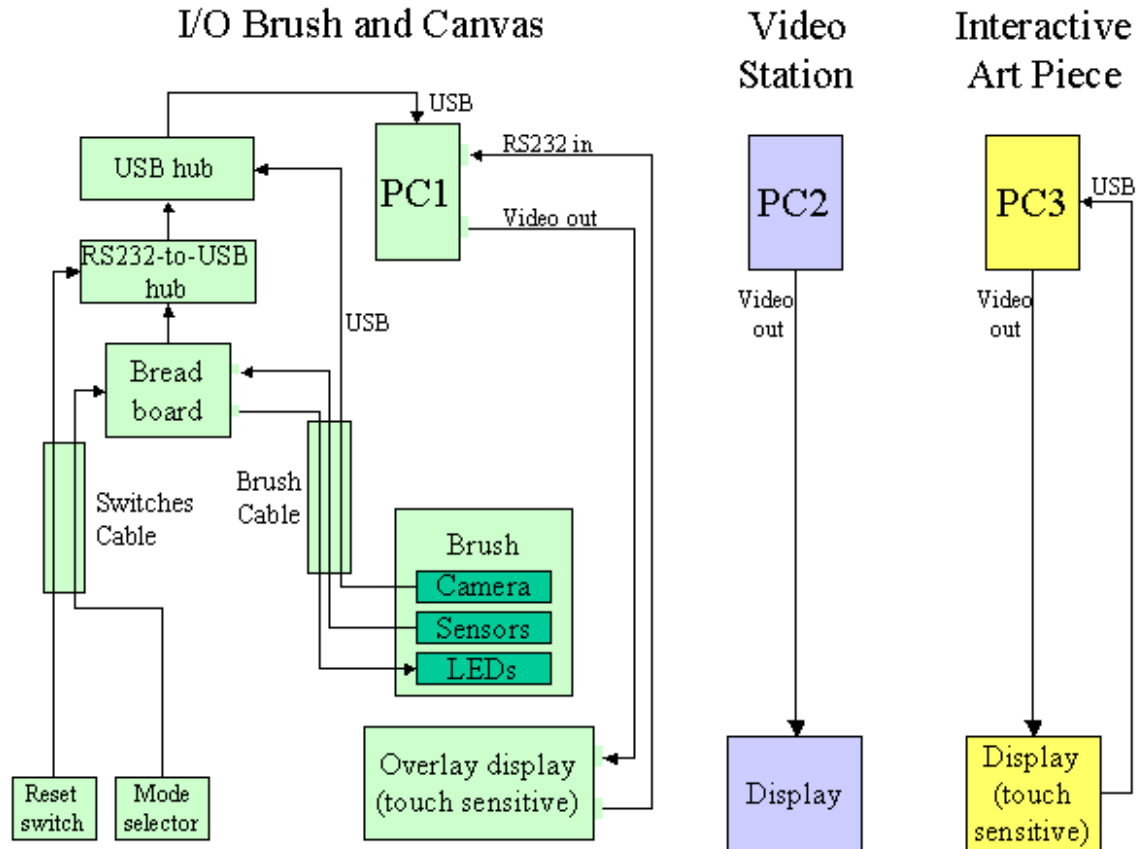 I/O Brush and Canvas
Video
Station
Interactive
Art Piece
USB
USB hub
PC1
RS232 in
Video out
RS232-to-USB
hub
USB
Bread
board
Switches
Cable
Brush
Cable
Brush
Camera
Sensors
LEDs
Overlay display
(touch sensitive)
Reset
switch
Mode
selector
PC2
Video
out
Display
PC3
USB
Video
out
Display
(touch
sensitive)